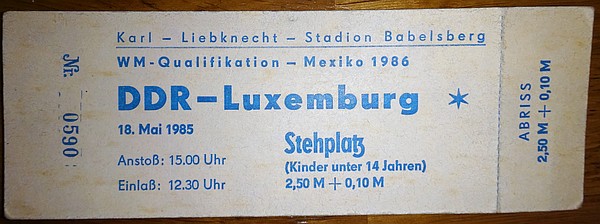 Karl – Liebknecht – Stadion Babelsberg
WM-Qualifikation – Mexiko 1986
DDR – Luxemburg
18. Mai 1985
Anstoß: 15.00 Uhr
Einlaß: 12.30 Uhr
Stehplatz
(Kinder unter 14 Jahren)
2,50 M + 0,10 M
Nr.
0590
ABRISS
2,50 M + 0,10 M